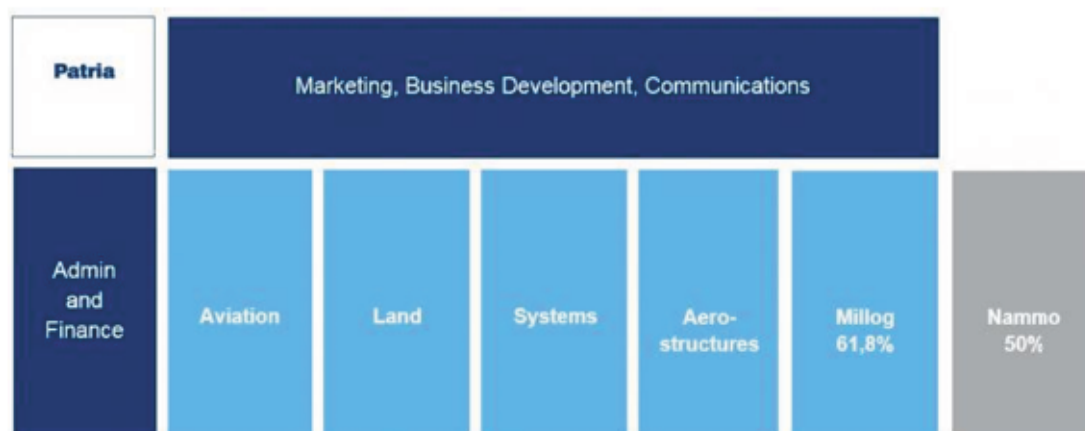 Patria
Marketing, Business Development, Communications
Admin
and
Finance
Aviation
Land
Systems
Aero-
structures
Millog
61,8%
Nammo
50%